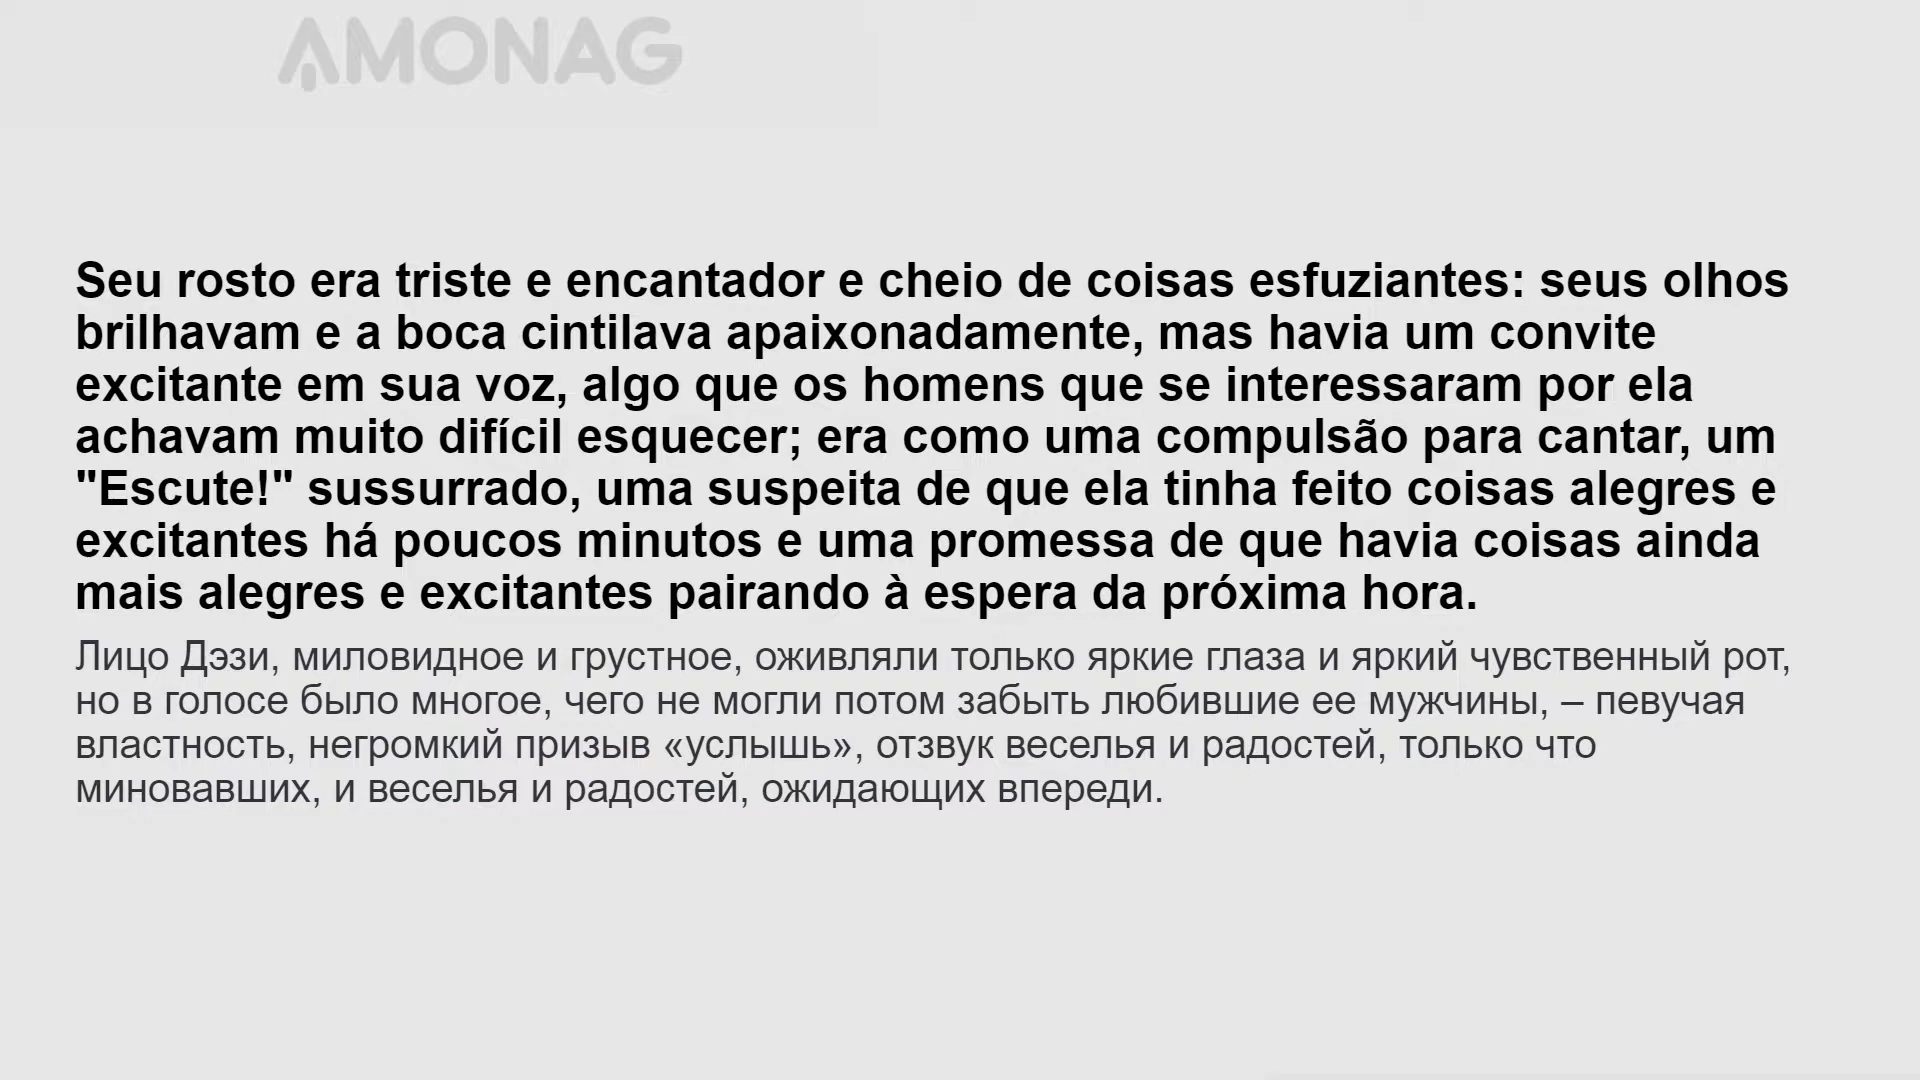 AMONAG
Seu rosto era triste e encantador e cheio de coisas esfuziantes: seus olhos
brilhavam e a boca cintilava apaixonadamente, mas havia um convite
excitante em sua voz, algo que os homens que se interessaram por ela
achavam muito difícil esquecer; era como uma compulsão para cantar, um
"Escute!" sussurrado, uma suspeita de que ela tinha feito coisas alegres e
excitantes há poucos minutos e uma promessa de que havia coisas ainda
mais alegres e excitantes pairando à espera da próxima hora.
Лицо Дэзи, миловидное и грустное, оживляли только яркие глаза и яркий чувственный рот,
но в голосе было многое, чего не могли потом забыть любившие ее мужчины, – певучая
властность, негромкий призыв «услышь», отзвук веселья и радостей, только что
миновавших, и веселья и радостей, ожидающих впереди.